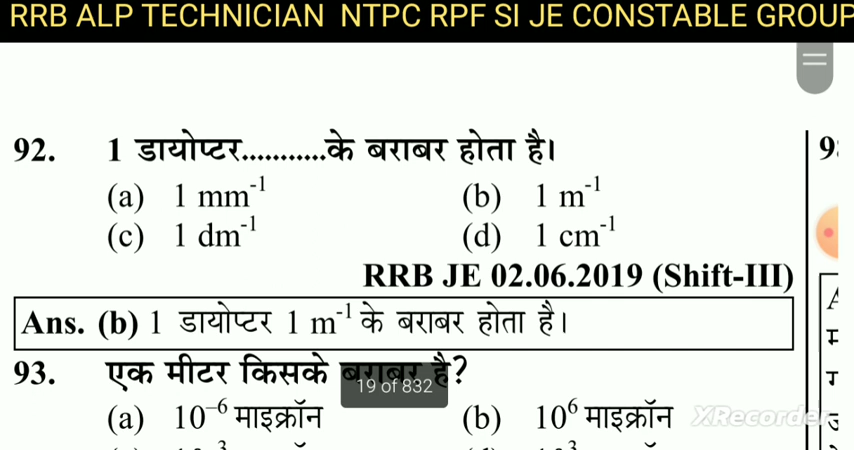 RRB ALP TECHNICIAN NTPC RPF SI JE CONSTABLE GROUP
92. 1 डायोप्टर...........के बराबर होता है।
(a) 1 mm⁻¹ (b) 1 m⁻¹
(c) 1 dm⁻¹ (d) 1 cm⁻¹
RRB JE 02.06.2019 (Shift-III)
Ans. (b) 1 डायोप्टर 1 m⁻¹ के बराबर होता है।
93. एक मीटर किसके बराबर है?
19 of 832
(a) 10⁻⁶ माइक्रॉन (b) 10⁶ माइक्रॉन
XRecorder